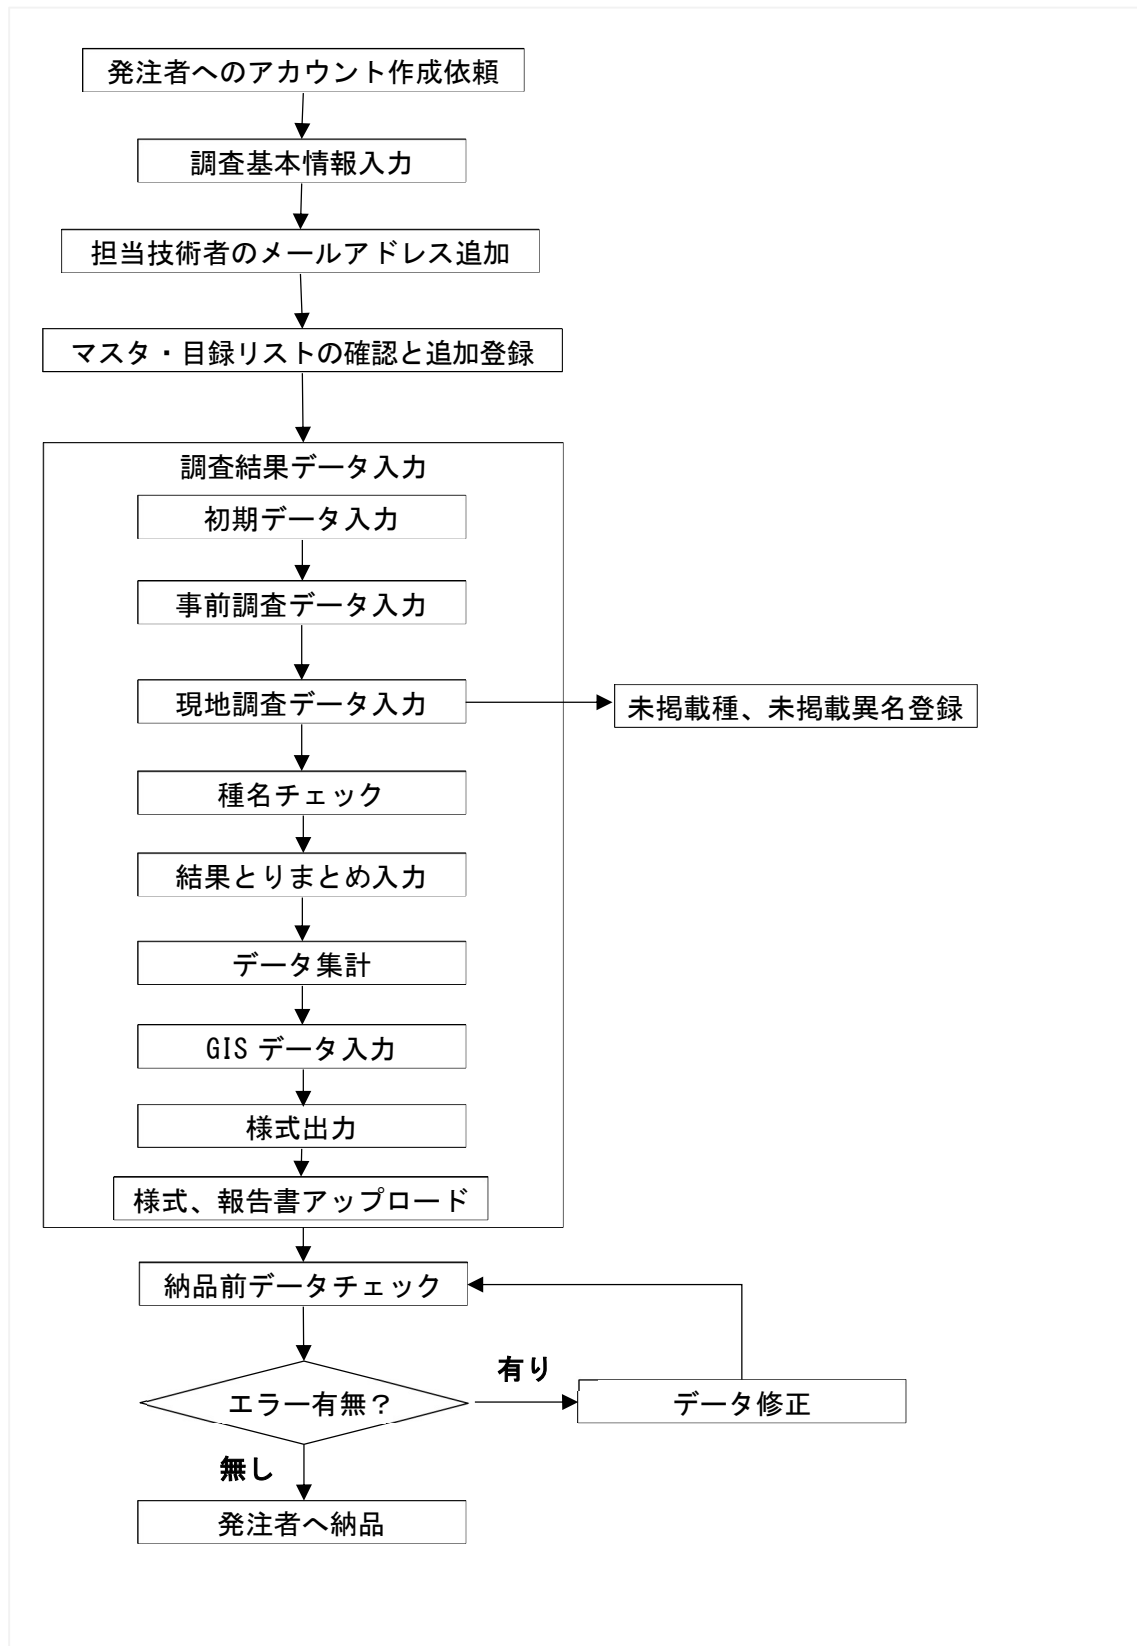 発注者へのアカウント作成依頼
調査基本情報入力
担当技術者のメールアドレス追加
マスタ・目録リストの確認と追加登録
調査結果データ入力
初期データ入力
事前調査データ入力
現地調査データ入力
未掲載種、未掲載異名登録
種名チェック
結果とりまとめ入力
データ集計
GIS データ入力
様式出力
様式、報告書アップロード
納品前データチェック
有り
エラー有無？
データ修正
無し
発注者へ納品